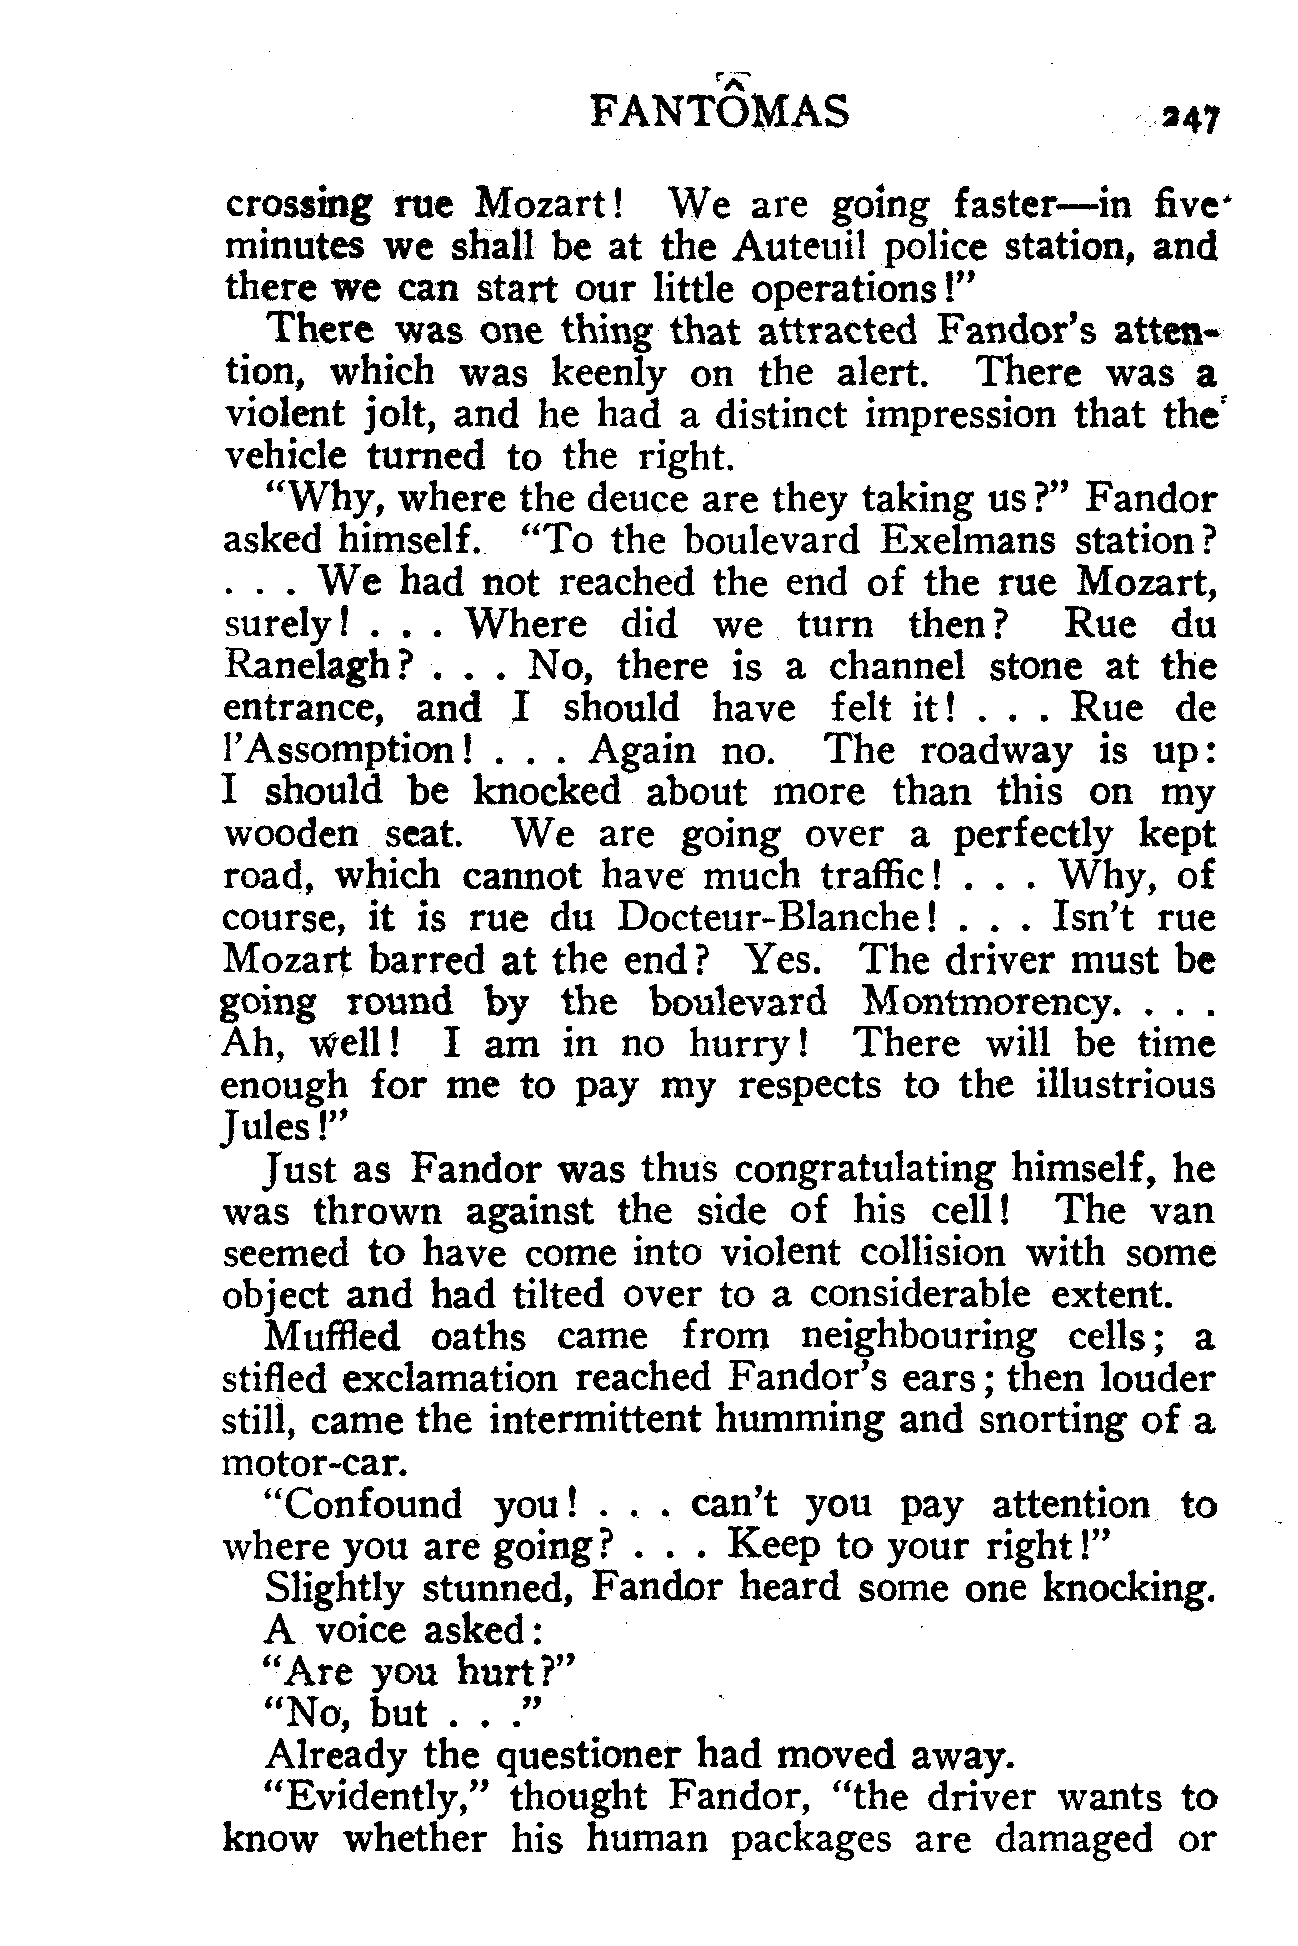 FANTÔMAS 247
crossing rue Mozart! We are going faster—in five
minutes we shall be at the Auteuil police station, and
there we can start our little operations!”
There was one thing that attracted Fandor’s atten-
tion, which was keenly on the alert. There was a
violent jolt, and he had a distinct impression that the
vehicle turned to the right.
“Why, where the deuce are they taking us?” Fandor
asked himself. “To the boulevard Exelmans station?
. . . We had not reached the end of the rue Mozart,
surely! . . . Where did we turn then? Rue du
Ranelagh? . . . No, there is a channel stone at the
entrance, and I should have felt it! . . . Rue de
l’Assomption! . . . Again no. The roadway is up:
I should be knocked about more than this on my
wooden seat. We are going over a perfectly kept
road, which cannot have much traffic! . . . Why, of
course, it is rue du Docteur-Blanche! . . . Isn’t rue
Mozart barred at the end? Yes. The driver must be
going round by the boulevard Montmorency. . . .
Ah, well! I am in no hurry! There will be time
enough for me to pay my respects to the illustrious
Jules!”
Just as Fandor was thus congratulating himself, he
was thrown against the side of his cell! The van
seemed to have come into violent collision with some
object and had tilted over to a considerable extent.
Muffled oaths came from neighbouring cells; a
stifled exclamation reached Fandor’s ears; then louder
still, came the intermittent humming and snorting of a
motor-car.
“Confound you! . . . can’t you pay attention to
where you are going? . . . Keep to your right!”
Slightly stunned, Fandor heard some one knocking.
A voice asked:
“Are you hurt?”
“No, but . . .”
Already the questioner had moved away.
“Evidently,” thought Fandor, “the driver wants to
know whether his human packages are damaged or